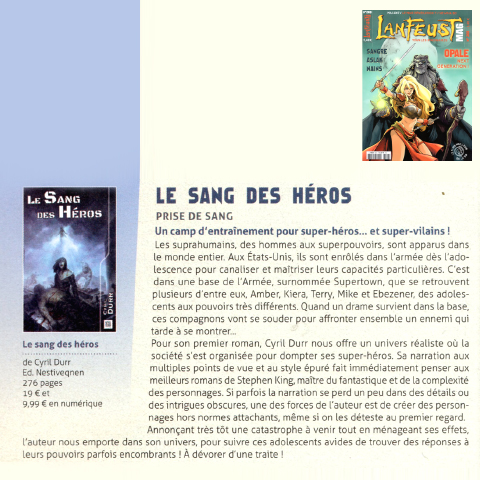 LANFEUST
MAG
SANGRE
ASLAK
NAINS
OPALE
LE SANG DES HÉROS
PRISE DE SANG
Un camp d'entraînement pour super-héros... et super-vilains !
Les suprahumains, des hommes aux superpouvoirs, sont apparus dans
le monde entier. Aux États-Unis, ils sont enrôlés dans l'armée dès l'ado-
lescence pour canaliser et maîtriser leurs capacités particulières. C'est
dans une base de l'Armée, surnommée Supertown, que se retrouvent
plusieurs d'entre eux, Amber, Kiera, Terry, Mike et Ebezener, des adoles-
cents aux pouvoirs très différents. Quand un drame survient dans la base,
ces compagnons vont se souder pour affronter ensemble un ennemi qui
tarde à se montrer...
Pour son premier roman, Cyril Durr nous offre un univers réaliste où la
société s'est organisée pour dompter ses super-héros. Sa narration aux
multiples points de vue et au style épuré fait immédiatement penser aux
meilleurs romans de Stephen King, maître du fantastique et de la complexité
des personnages. Si parfois la narration se perd un peu dans des détails ou
des intrigues obscures, une des forces de l'auteur est de créer des person-
nages hors normes attachants, même si on les déteste au premier regard.
Annonçant très tôt une catastrophe à venir tout en ménageant ses effets,
l'auteur nous emporte dans son univers, pour suivre ces adolescents avides de trouver des réponses à
leurs pouvoirs parfois encombrants ! À dévorer d'une traite !
LE SANG
DES HÉROS
CYRIL
DURR
Le sang des héros
de Cyril Durr
Ed. Nestiveqnen
276 pages
19 € et
9,99 € en numérique